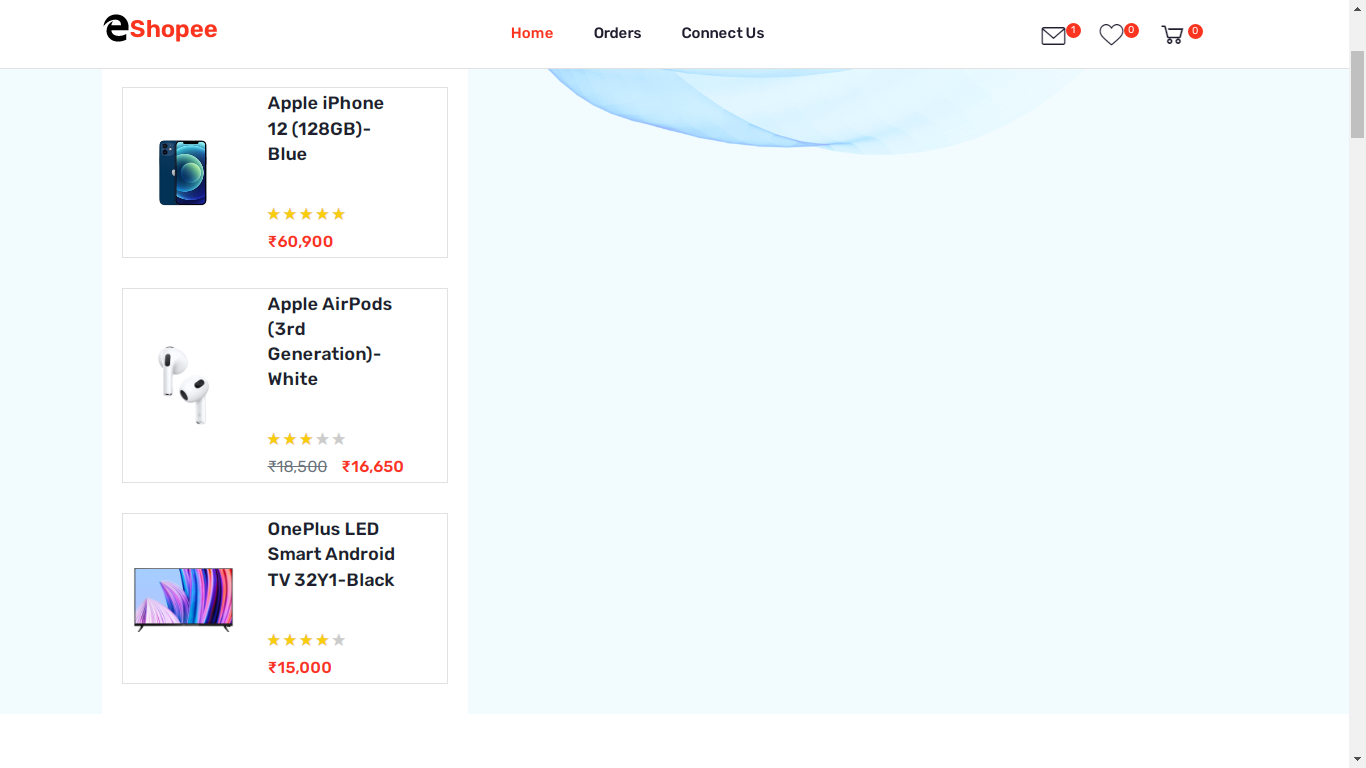 eShopee
Home
Orders
Connect Us
1
0
0
Apple iPhone
12 (128GB)-
Blue
₹60,900
Apple AirPods
(3rd
Generation)-
White
₹18,500 ₹16,650
OnePlus LED
Smart Android
TV 32Y1-Black
₹15,000